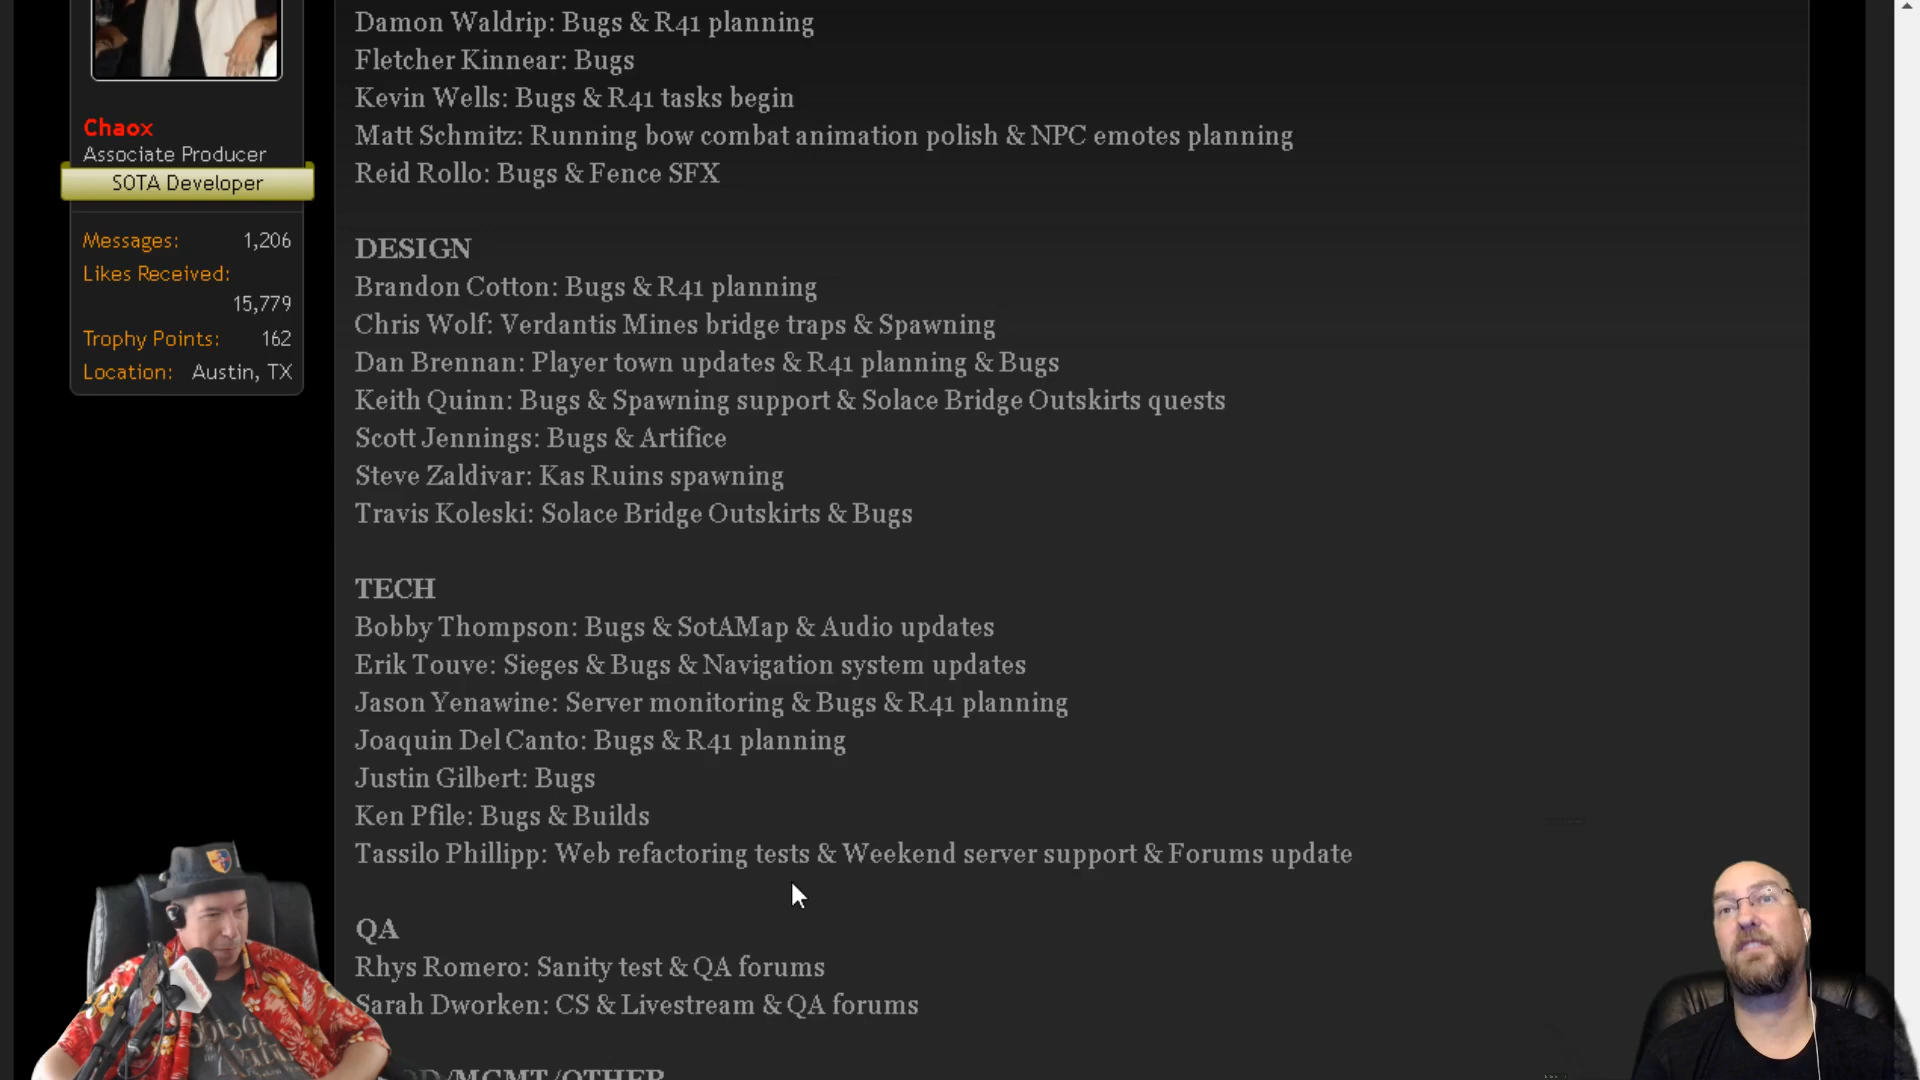 Damon Waldrip: Bugs & R41 planning
Fletcher Kinnear: Bugs
Kevin Wells: Bugs & R41 tasks begin
Matt Schmitz: Running bow combat animation polish & NPC emotes planning
Reid Rollo: Bugs & Fence SFX
Chaox
Associate Producer
SOTA Developer
Messages: 1,206
Likes Received:
15,779
Trophy Points: 162
Location: Austin, TX
DESIGN
Brandon Cotton: Bugs & R41 planning
Chris Wolf: Verdantis Mines bridge traps & Spawning
Dan Brennan: Player town updates & R41 planning & Bugs
Keith Quinn: Bugs & Spawning support & Solace Bridge Outskirts quests
Scott Jennings: Bugs & Artifice
Steve Zaldivar: Kas Ruins spawning
Travis Koleski: Solace Bridge Outskirts & Bugs
TECH
Bobby Thompson: Bugs & SotAMap & Audio updates
Erik Touve: Sieges & Bugs & Navigation system updates
Jason Yenawine: Server monitoring & Bugs & R41 planning
Joaquin Del Canto: Bugs & R41 planning
Justin Gilbert: Bugs
Ken Pfile: Bugs & Builds
Tassilo Phillipp: Web refactoring tests & Weekend server support & Forums update
QA
Rhys Romero: Sanity test & QA forums
Sarah Dworken: CS & Livestream & QA forums
/MGMT/OTHER